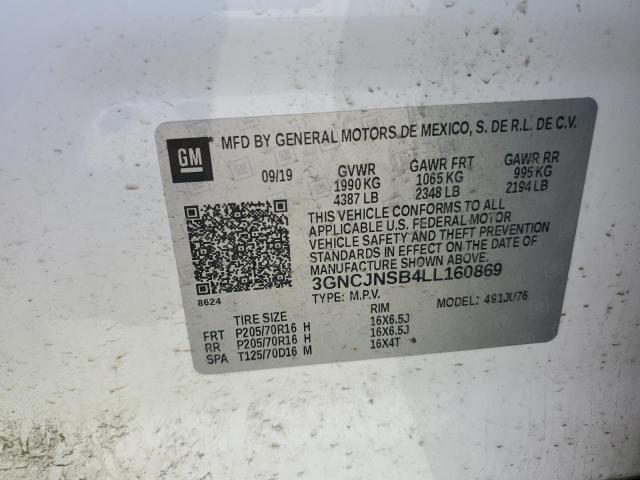 GM
MFD BY GENERAL MOTORS DE MEXICO, S. DE R.L. DE C.V.
09/19
GVWR GAWR FRT GAWR RR
1990 KG 1065 KG 995 KG
4387 LB 2348 LB 2194 LB
THIS VEHICLE CONFORMS TO ALL
APPLICABLE U.S. FEDERAL MOTOR
VEHICLE SAFETY AND THEFT PREVENTION
STANDARDS IN EFFECT ON THE DATE OF
MANUFACTURE SHOWN ABOVE.
3GNCJNSB4LL160869
8624
TYPE: M.P.V. MODEL: 491JU76
TIRE SIZE RIM
FRT P205/70R16 H 16X6.5J
RR P205/70R16 H 16X6.5J
SPA T125/70D16 M 16X4T